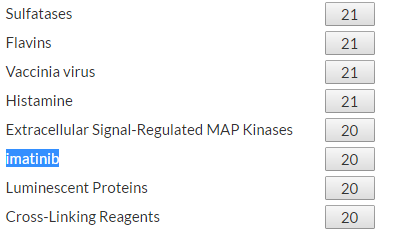 Sulfatases 21
Flavins 21
Vaccinia virus 21
Histamine 21
Extracellular Signal-Regulated MAP Kinases 20
imatinib 20
Luminescent Proteins 20
Cross-Linking Reagents 20